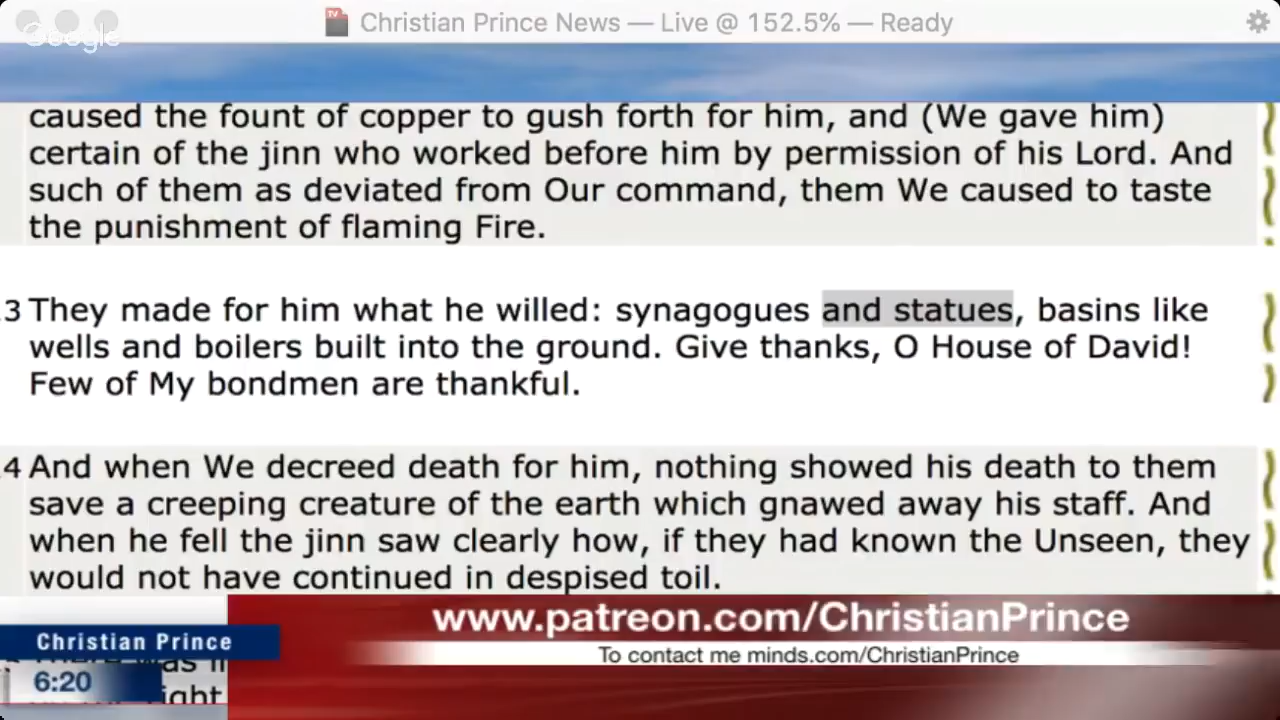 Christian Prince News — Live @ 152.5% — Ready
Google
caused the fount of copper to gush forth for him, and (We gave him)
certain of the jinn who worked before him by permission of his Lord. And
such of them as deviated from Our command, them We caused to taste
the punishment of flaming Fire.
3 They made for him what he willed: synagogues and statues, basins like
wells and boilers built into the ground. Give thanks, O House of David!
Few of My bondmen are thankful.
4 And when We decreed death for him, nothing showed his death to them
save a creeping creature of the earth which gnawed away his staff. And
when he fell the jinn saw clearly how, if they had known the Unseen, they
would not have continued in despised toil.
www.patreon.com/ChristianPrince
Christian Prince
To contact me minds.com/ChristianPrince
6:20